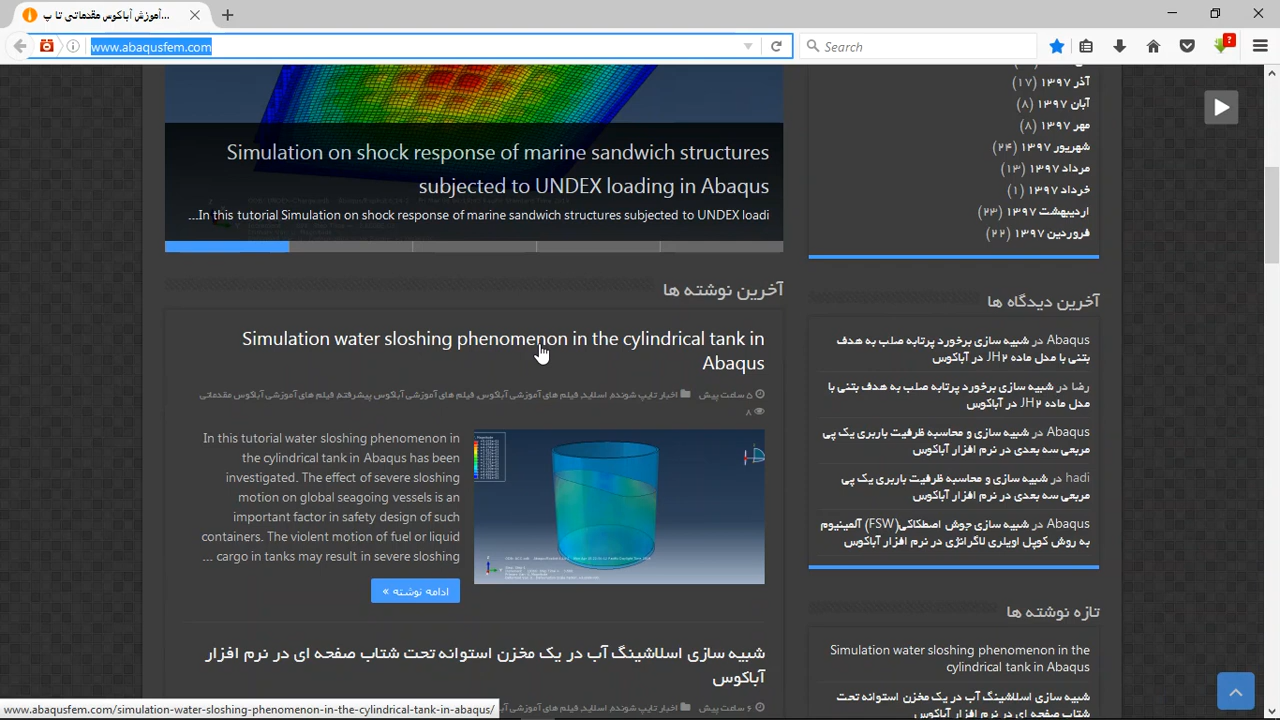 آموزش آباکوس مقدماتی تا پ...
www.abaqusfem.com
Search
Simulation on shock response of marine sandwich structures
subjected to UNDEX loading in Abaqus
...In this tutorial Simulation on shock response of marine sandwich structures subjected to UNDEX loadi
آخرین نوشته ها
Simulation water sloshing phenomenon in the cylindrical tank in
Abaqus
۵ ساعت پیش اخبار تایپ شونده, اسلاید, فیلم های آموزشی آباکوس, فیلم های آموزشی آباکوس پیشرفته, فیلم های آموزشی آباکوس مقدماتی
۸
In this tutorial water sloshing phenomenon in
the cylindrical tank in Abaqus has been
investigated. The effect of severe sloshing
motion on global seagoing vessels is an
important factor in safety design of such
containers. The violent motion of fuel or liquid
... cargo in tanks may result in severe sloshing
ادامه نوشته »
شبیه سازی اسلاشینگ آب در یک مخزن استوانه تحت شتاب صفحه ای در نرم افزار
آباکوس
۶ ساعت پیش اخبار تایپ شونده, اسلاید, فیلم های آموزشی آباکوس
آذر ۱۳۹۷ (۱۷)
آبان ۱۳۹۷ (۸)
مهر ۱۳۹۷ (۸)
شهریور ۱۳۹۷ (۲۴)
مرداد ۱۳۹۷ (۱۳)
خرداد ۱۳۹۷ (۱)
اردیبهشت ۱۳۹۷ (۲۳)
فروردین ۱۳۹۷ (۲۲)
آخرین دیدگاه ها
Abaqus در شبیه سازی برخورد پرتابه صلب به هدف
بتنی با مدل ماده JH2 در آباکوس
رضا در شبیه سازی برخورد پرتابه صلب به هدف بتنی با
مدل ماده JH2 در آباکوس
Abaqus در شبیه سازی و محاسبه ظرفیت باربری یک پی
مربعی سه بعدی در نرم افزار آباکوس
hadi در شبیه سازی و محاسبه ظرفیت باربری یک پی
مربعی سه بعدی در نرم افزار آباکوس
Abaqus در شبیه سازی جوش اصطکاکی(FSW) آلمینیوم
به روش کوپل اویلری لاگرانژی در نرم افزار آباکوس
تازه نوشته ها
Simulation water sloshing phenomenon in the
cylindrical tank in Abaqus
شبیه سازی اسلاشینگ آب در یک مخزن استوانه تحت
شتاب صفحه ای در نرم افزار آباکوس
www.abaqusfem.com/simulation-water-sloshing-phenomenon-in-the-cylindrical-tank-in-abaqus/